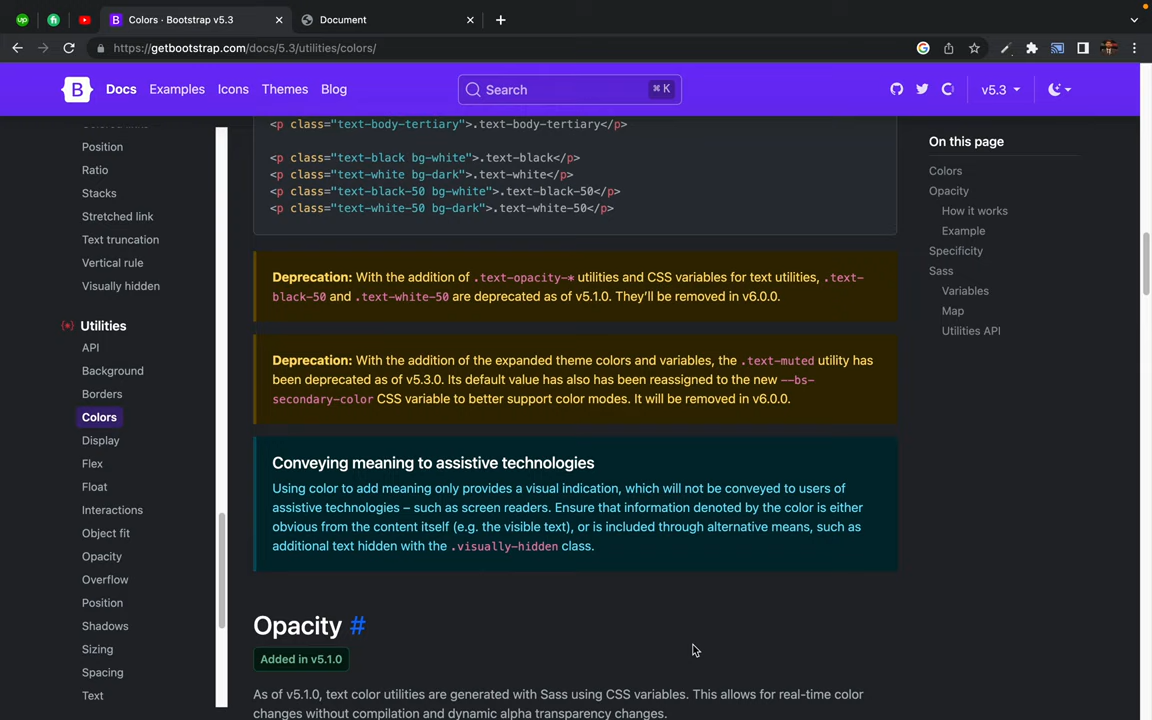 Colors · Bootstrap v5.3
Document
https://getbootstrap.com/docs/5.3/utilities/colors/
Docs
Examples
Icons
Themes
Blog
Search
⌘ K
v5.3
Position
Ratio
Stacks
Stretched link
Text truncation
Vertical rule
Visually hidden
Utilities
API
Background
Borders
Colors
Display
Flex
Float
Interactions
Object fit
Opacity
Overflow
Position
Shadows
Sizing
Spacing
Text
<p class="text-body-tertiary">.text-body-tertiary</p>
<p class="text-black bg-white">.text-black</p>
<p class="text-white bg-dark">.text-white</p>
<p class="text-black-50 bg-white">.text-black-50</p>
<p class="text-white-50 bg-dark">.text-white-50</p>
Deprecation: With the addition of .text-opacity-* utilities and CSS variables for text utilities, .text-
black-50 and .text-white-50 are deprecated as of v5.1.0. They'll be removed in v6.0.0.
Deprecation: With the addition of the expanded theme colors and variables, the .text-muted utility has
been deprecated as of v5.3.0. Its default value has also has been reassigned to the new --bs-
secondary-color CSS variable to better support color modes. It will be removed in v6.0.0.
Conveying meaning to assistive technologies
Using color to add meaning only provides a visual indication, which will not be conveyed to users of
assistive technologies – such as screen readers. Ensure that information denoted by the color is either
obvious from the content itself (e.g. the visible text), or is included through alternative means, such as
additional text hidden with the .visually-hidden class.
Opacity #
Added in v5.1.0
As of v5.1.0, text color utilities are generated with Sass using CSS variables. This allows for real-time color
changes without compilation and dynamic alpha transparency changes.
On this page
Colors
Opacity
How it works
Example
Specificity
Sass
Variables
Map
Utilities API